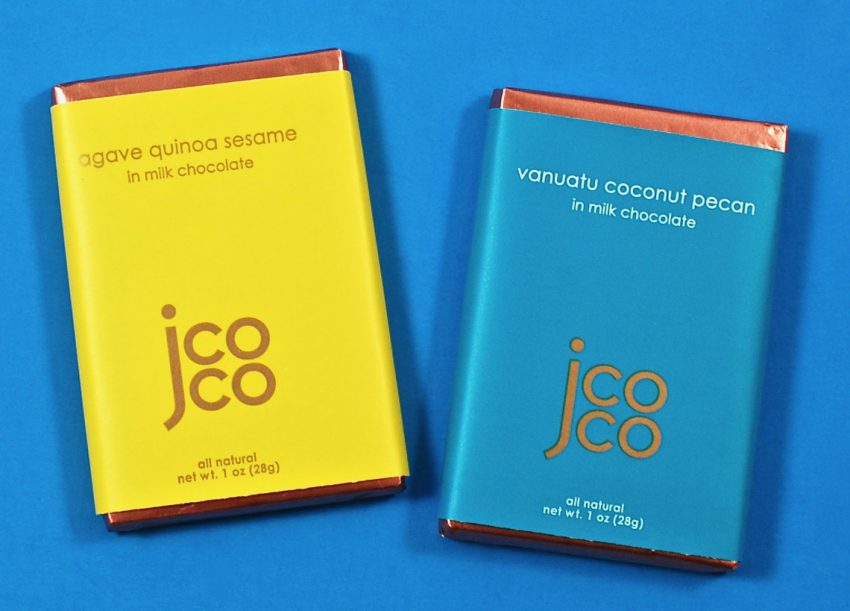 agave quinoa sesame
in milk chocolate
jco
co
all natural
net wt. 1 oz (28g)
vanuatu coconut pecan
in milk chocolate
jco
co
all natural
net wt. 1 oz (28g)